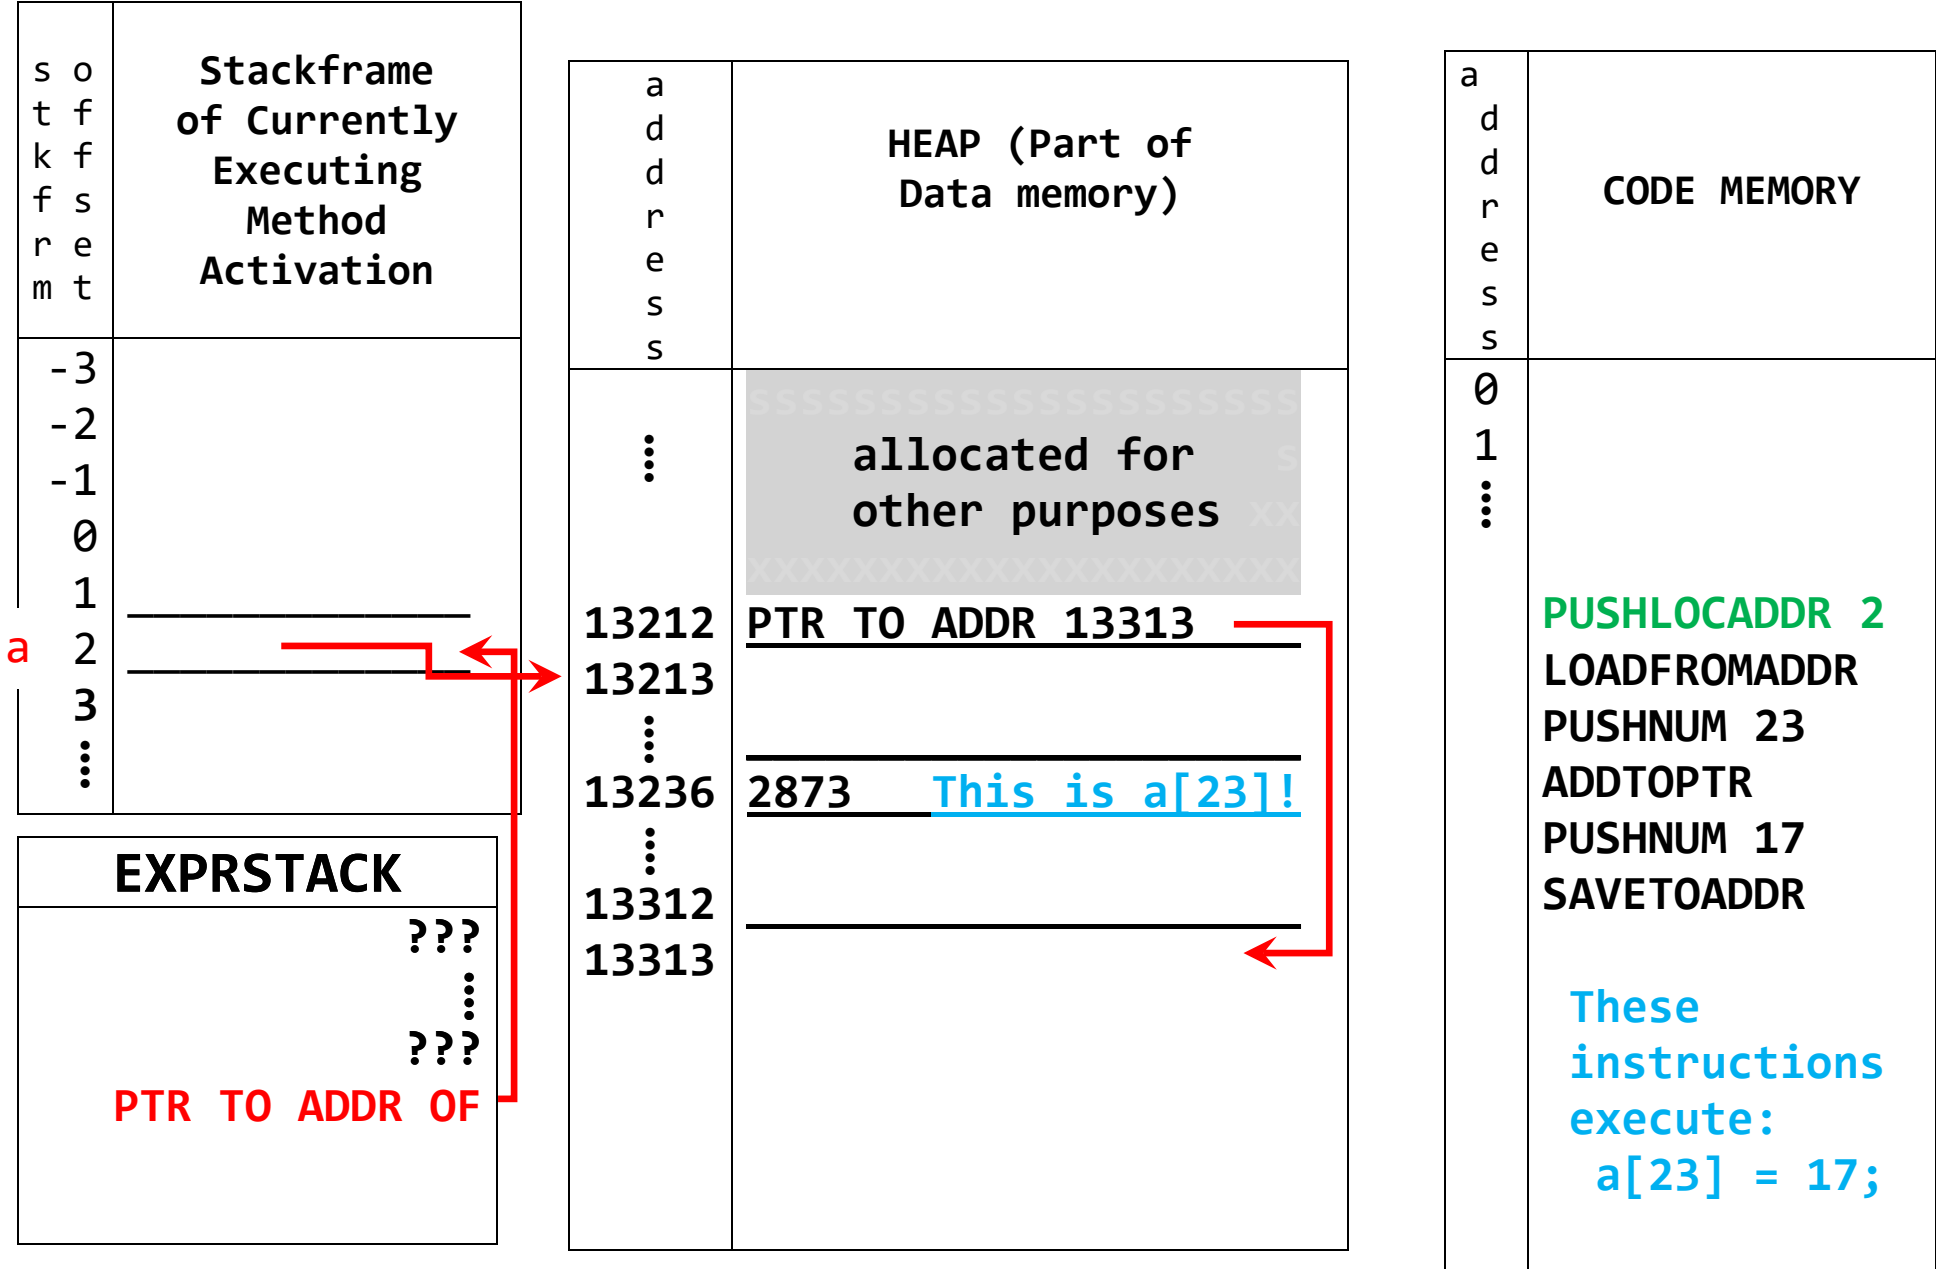 s o
t f
k f
f s
r e
m t
Stackframe
of Currently
Executing
Method
Activation
-3
-2
-1
0
1
a 2
3
EXPRSTACK
???
???
PTR TO ADDR OF
a
d
d
r
e
s
s
HEAP (Part of
Data memory)
sssssssssssssssssssss
allocated for s
other purposes xx
xxxxxxxxxxxxxxxxxxxxx
13212 PTR TO ADDR 13313
13213
13236 2873 This is a[23]!
13312
13313
a
d
d
r
e
s
s
CODE MEMORY
0
1
PUSHLOCADDR 2
LOADFROMADDR
PUSHNUM 23
ADDTOPTR
PUSHNUM 17
SAVETOADDR
These
instructions
execute:
a[23] = 17;